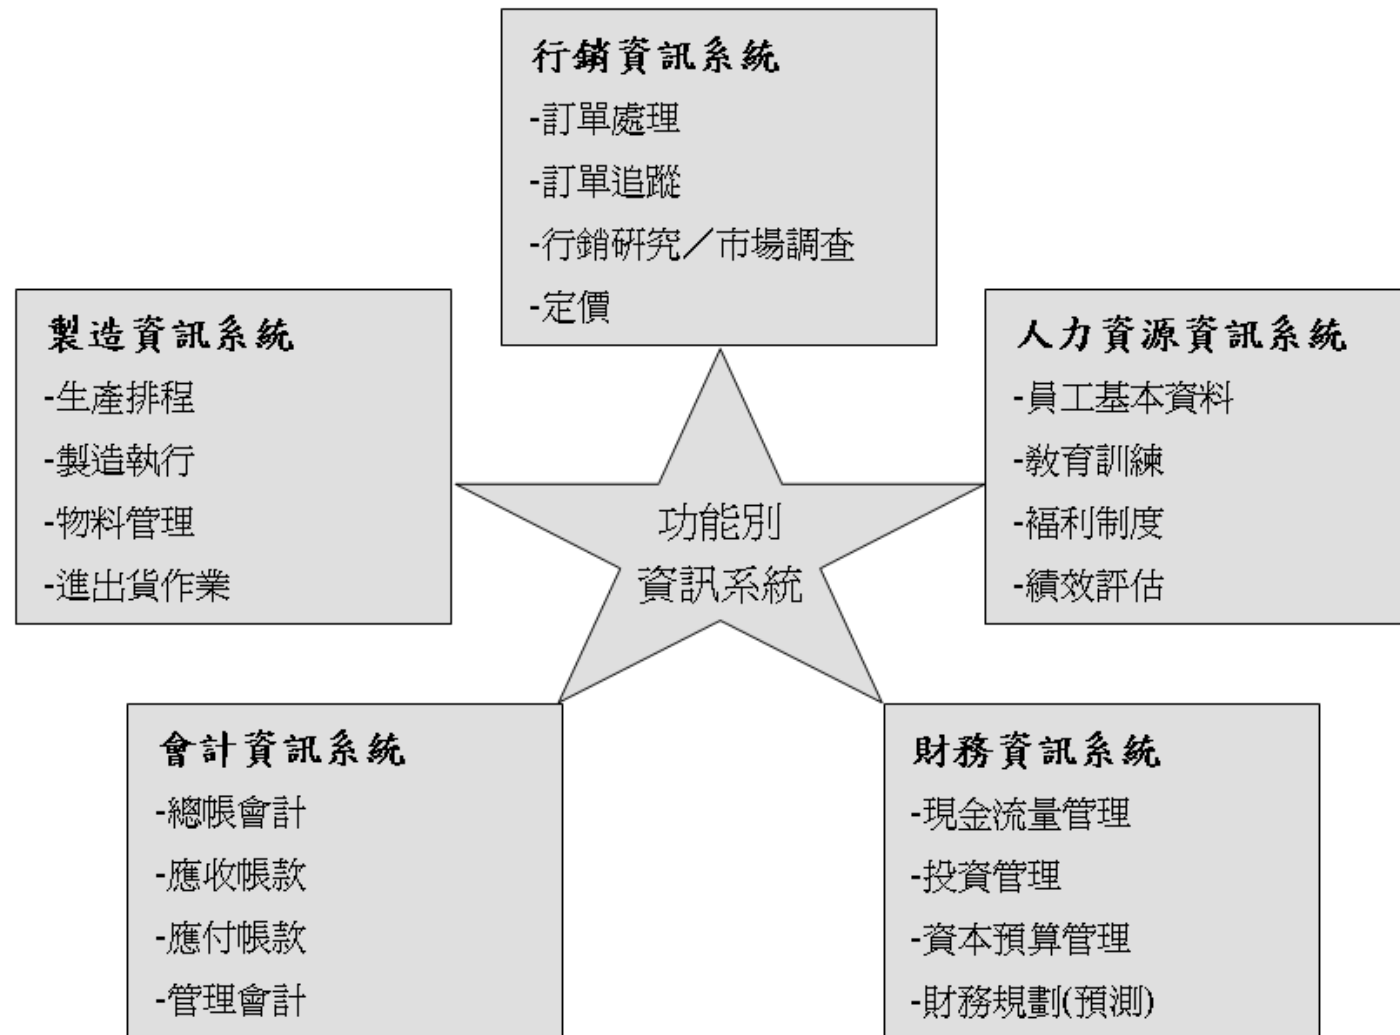 行銷資訊系統
-訂單處理
-訂單追蹤
-行銷研究／市場調查
-定價
製造資訊系統
-生產排程
-製造執行
-物料管理
-進出貨作業
人力資源資訊系統
-員工基本資料
-教育訓練
-福利制度
-績效評估
功能別
資訊系統
會計資訊系統
-總帳會計
-應收帳款
-應付帳款
-管理會計
財務資訊系統
-現金流量管理
-投資管理
-資本預算管理
-財務規劃(預測)